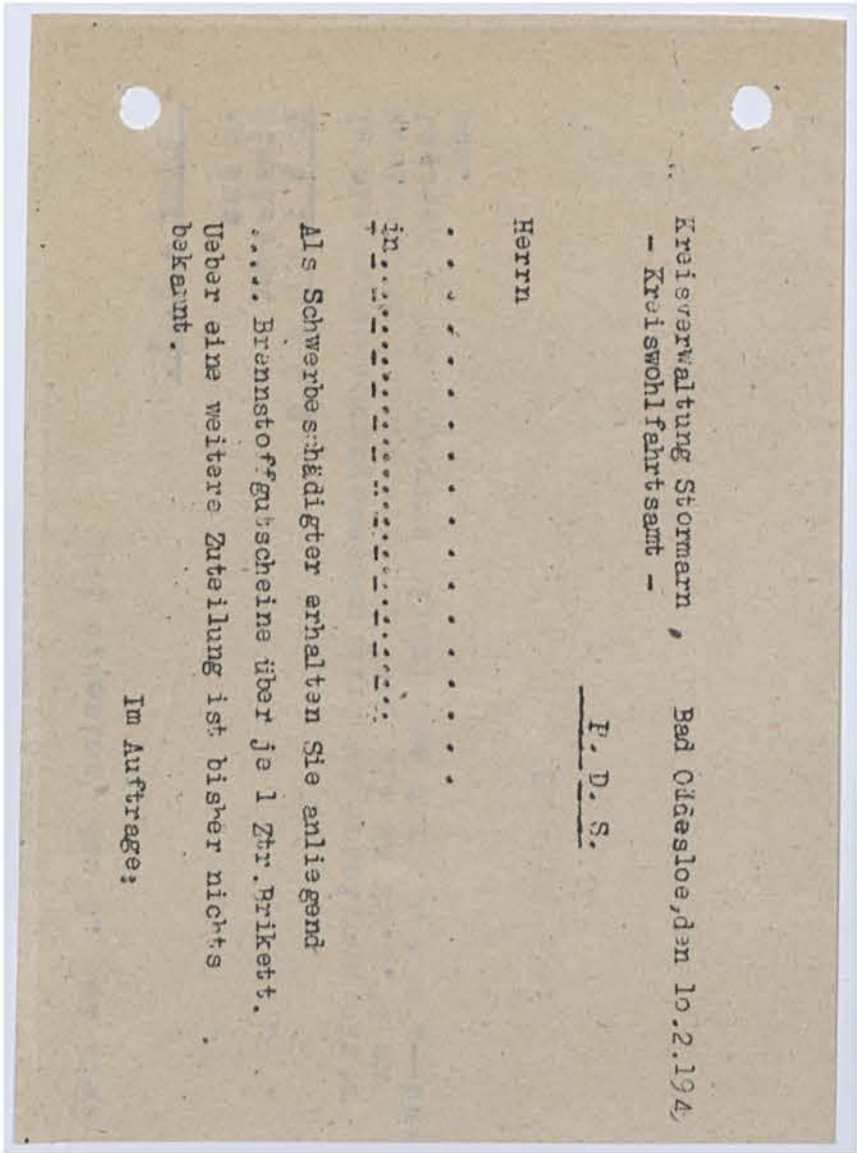 Kreisverwaltung Stormarn , Bad Oldesloe,den 10.2.194
- Kreiswohlfahrtsamt -
F.D.S.
Herrn
. . . . . . . . . . . . . . . . . .
in..............................
Als Schwerbeschädigter erhalten Sie anliegend
..... Brennstoffgutscheine über je 1 Ztr.Brikett.
Ueber eine weitere Zuteilung ist bisher nichts
bekannt.
Im Auftrage: